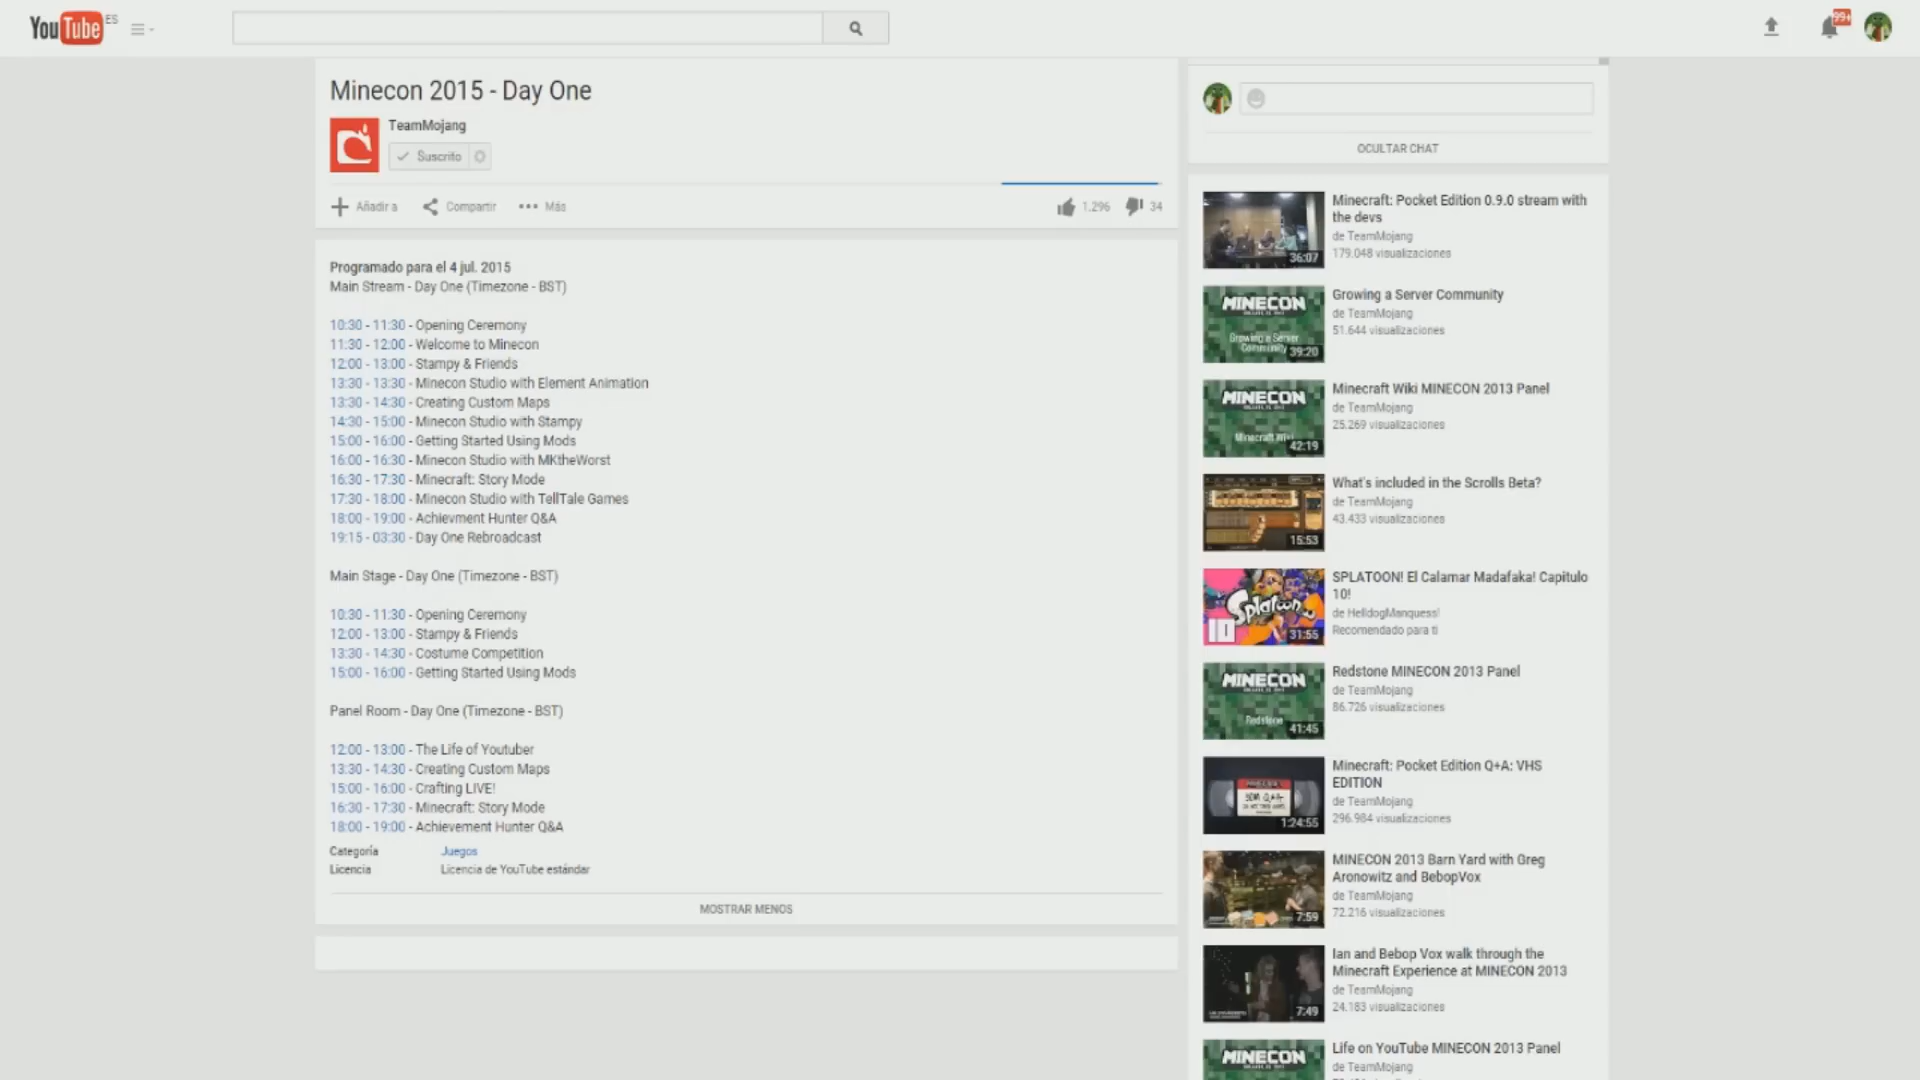 YouTube ES
99+
Minecon 2015 - Day One
TeamMojang
Suscrito
Añadir a
Compartir
Más
1.296
34
Programado para el 4 jul. 2015
Main Stream - Day One (Timezone - BST)
10:30 - 11:30 - Opening Ceremony
11:30 - 12:00 - Welcome to Minecon
12:00 - 13:00 - Stampy & Friends
13:30 - 13:30 - Minecon Studio with Element Animation
13:30 - 14:30 - Creating Custom Maps
14:30 - 15:00 - Minecon Studio with Stampy
15:00 - 16:00 - Getting Started Using Mods
16:00 - 16:30 - Minecon Studio with MKtheWorst
16:30 - 17:30 - Minecraft: Story Mode
17:30 - 18:00 - Minecon Studio with TellTale Games
18:00 - 19:00 - Achievment Hunter Q&A
19:15 - 03:30 - Day One Rebroadcast
Main Stage - Day One (Timezone - BST)
10:30 - 11:30 - Opening Ceremony
12:00 - 13:00 - Stampy & Friends
13:30 - 14:30 - Costume Competition
15:00 - 16:00 - Getting Started Using Mods
Panel Room - Day One (Timezone - BST)
12:00 - 13:00 - The Life of Youtuber
13:30 - 14:30 - Creating Custom Maps
15:00 - 16:00 - Crafting LIVE!
16:30 - 17:30 - Minecraft: Story Mode
18:00 - 19:00 - Achievement Hunter Q&A
Categoría Juegos
Licencia Licencia de YouTube estándar
MOSTRAR MENOS
OCULTAR CHAT
36:07
Minecraft: Pocket Edition 0.9.0 stream with
the devs
de TeamMojang
179.048 visualizaciones
MINECON
Growing a Server
Community
39:20
Growing a Server Community
de TeamMojang
51.644 visualizaciones
MINECON
Minecraft Wiki
42:19
Minecraft Wiki MINECON 2013 Panel
de TeamMojang
25.269 visualizaciones
15:53
What's included in the Scrolls Beta?
de TeamMojang
43.433 visualizaciones
Splatoon
10
31:55
SPLATOON! El Calamar Madafaka! Capitulo
10!
de HelldogManquess!
Recomendado para ti
MINECON
Redstone
41:45
Redstone MINECON 2013 Panel
de TeamMojang
86.726 visualizaciones
1:24:55
Minecraft: Pocket Edition Q+A: VHS
EDITION
de TeamMojang
296.984 visualizaciones
7:59
MINECON 2013 Barn Yard with Greg
Aronowitz and BebopVox
de TeamMojang
72.216 visualizaciones
7:49
Ian and Bebop Vox walk through the
Minecraft Experience at MINECON 2013
de TeamMojang
24.183 visualizaciones
MINECON
Life on YouTube MINECON 2013 Panel
de TeamMojang